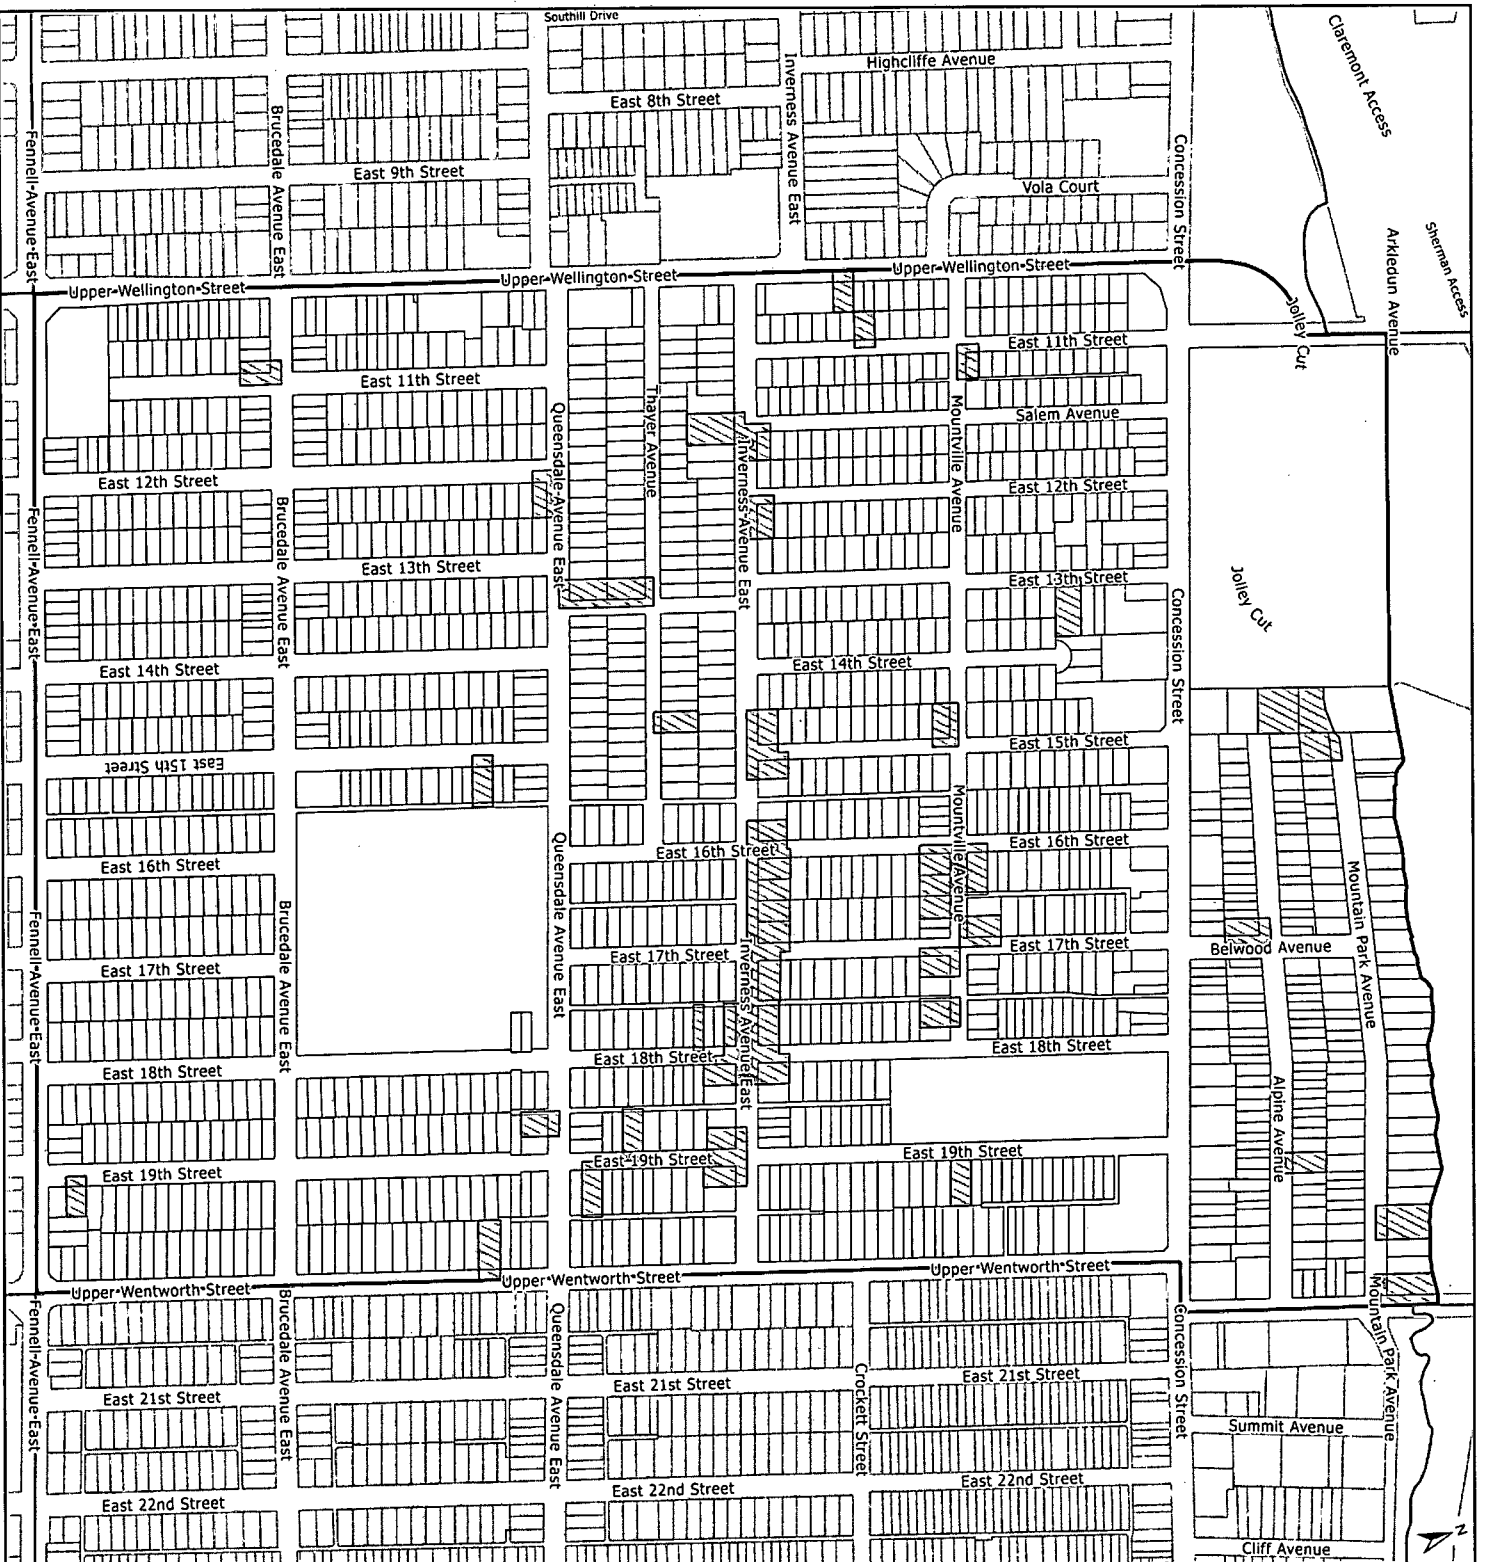 Southill Drive
Highcliffe Avenue
Claremont Access
East 8th Street
Inverness Avenue East
Brucedale Avenue East
Fennell Avenue East
Concession Street
East 9th Street
Vola Court
Sherman Access
Arkledun Avenue
Upper Wellington Street
Upper Wellington Street
Upper Wellington Street
Jolley Cut
East 11th Street
East 11th Street
Queensdale Avenue East
Thayer Avenue
Mountville Avenue
Salem Avenue
Inverness Avenue East
East 12th Street
East 12th Street
Brucedale Avenue East
Fennell Avenue East
East 13th Street
East 13th Street
Concession Street
Jolley Cut
East 14th Street
East 14th Street
East 15th Street
East 15th Street
Mountville Avenue
Queensdale Avenue East
East 16th Street
East 16th Street
East 16th Street
Mountain Park Avenue
Brucedale Avenue East
Fennell Avenue East
East 17th Street
East 17th Street
East 17th Street
Belwood Avenue
Inverness Avenue East
East 18th Street
East 18th Street
East 18th Street
Alpine Avenue
East 19th Street
East 19th Street
East 19th Street
Upper Wentworth Street
Upper Wentworth Street
Upper Wentworth Street
Mountain Park Avenue
Fennell Avenue East
Brucedale Avenue East
Queensdale Avenue East
Crockett Street
Concession Street
East 21st Street
East 21st Street
East 21st Street
Summit Avenue
East 22nd Street
East 22nd Street
East 22nd Street
Cliff Avenue
N